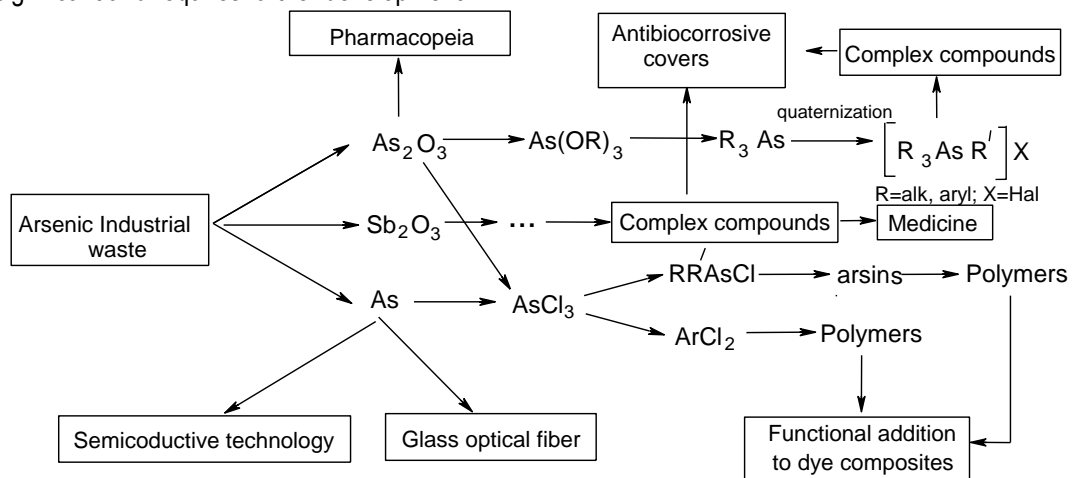 Pharmacopeia
Antibiocorrosive
covers
Complex compounds
quaternization
As2O3
As(OR)3
R3 As
[R3As R/]X
R=alk, aryl; X=Hal
Arsenic Industrial
waste
Sb2O3
...
Complex compounds
Medicine
RR/AsCl
arsins
Polymers
As
AsCl3
ArCl2
Polymers
Semicoductive technology
Glass optical fiber
Functional addition
to dye composites